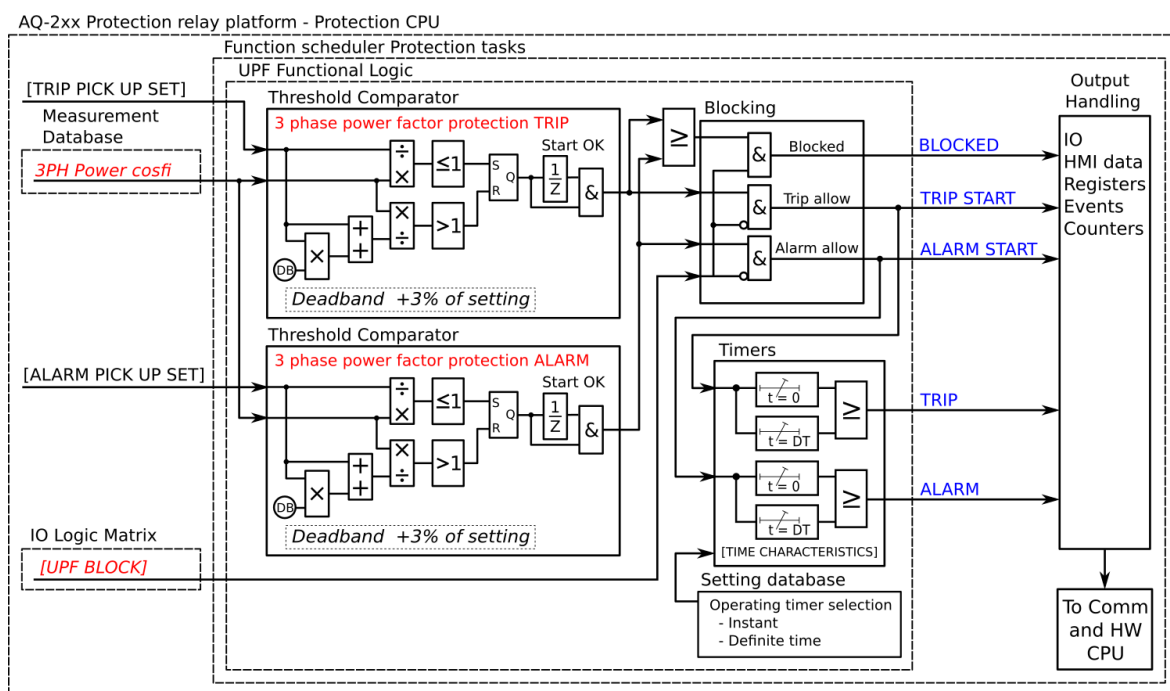 AQ-2xx Protection relay platform - Protection CPU
Function scheduler Protection tasks
UPF Functional Logic
[TRIP PICK UP SET]
Measurement
Database
3PH Power cosfi
Threshold Comparator
3 phase power factor protection TRIP
÷
×
≤1
S
Q
R
Start OK
1
Z
&
×
÷
>1
+
+
×
DB
Deadband +3% of setting
[ALARM PICK UP SET]
Threshold Comparator
3 phase power factor protection ALARM
÷
×
≤1
S
Q
R
Start OK
1
Z
&
×
÷
>1
+
+
×
DB
Deadband +3% of setting
IO Logic Matrix
[UPF BLOCK]
≥
Blocking
& Blocked
& Trip allow
& Alarm allow
Timers
t = 0
t = DT
≥
t = 0
t = DT
≥
[TIME CHARACTERISTICS]
Setting database
Operating timer selection
- Instant
- Definite time
BLOCKED
TRIP START
ALARM START
TRIP
ALARM
Output
Handling
IO
HMI data
Registers
Events
Counters
To Comm
and HW
CPU